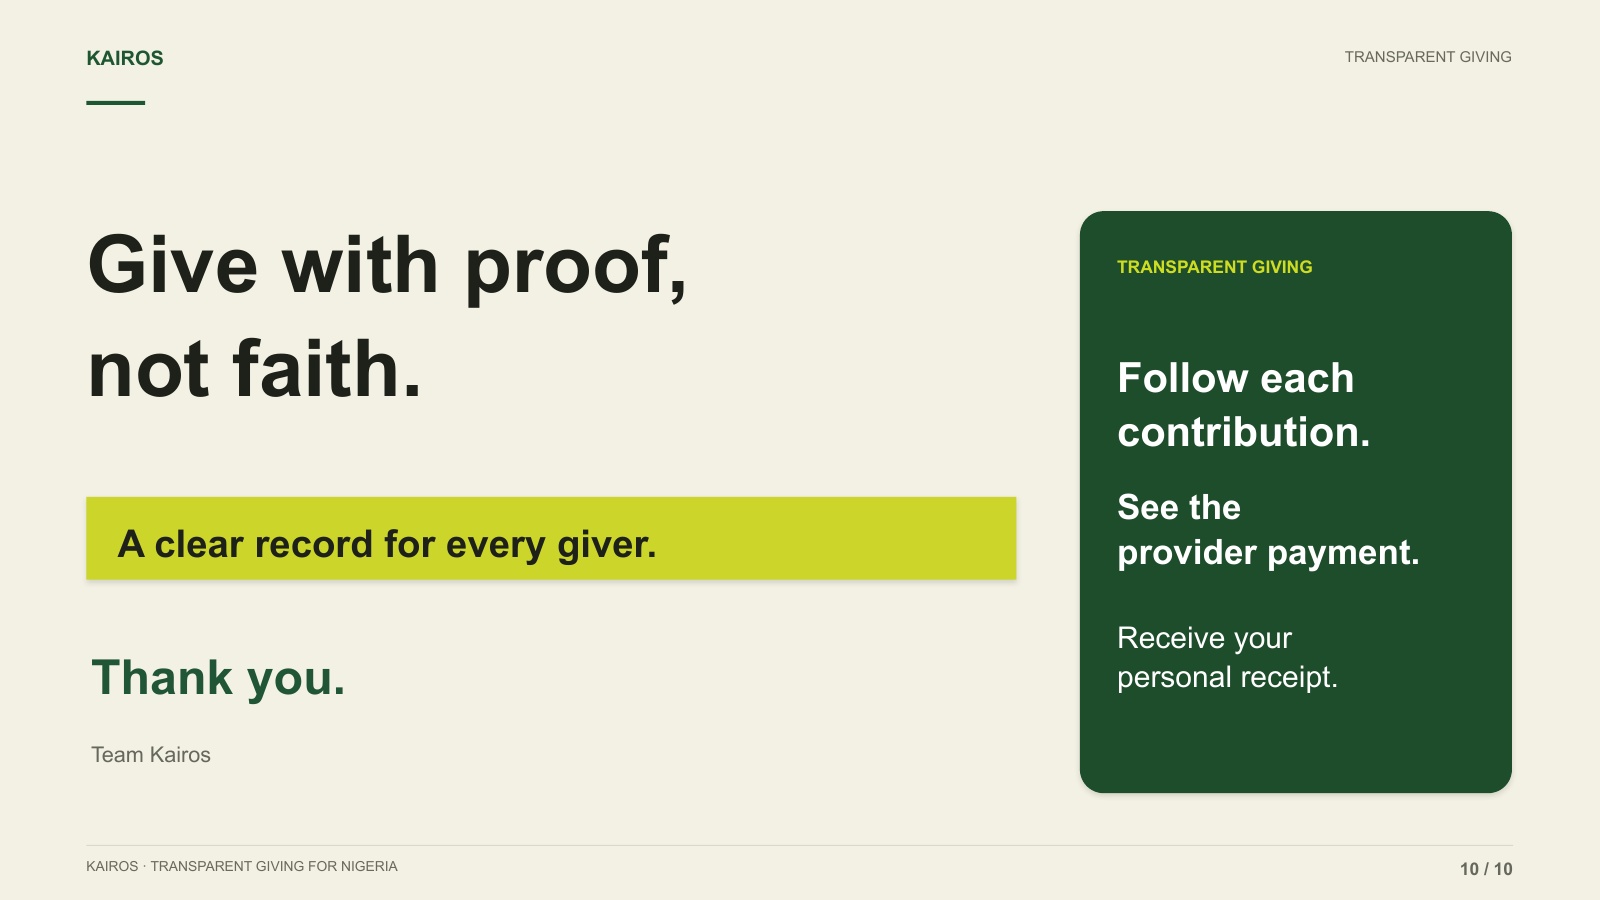 KAIROS
TRANSPARENT GIVING
Give with proof,
not faith.
A clear record for every giver.
Thank you.
Team Kairos
TRANSPARENT GIVING
Follow each
contribution.
See the
provider payment.
Receive your
personal receipt.
KAIROS · TRANSPARENT GIVING FOR NIGERIA
10 / 10